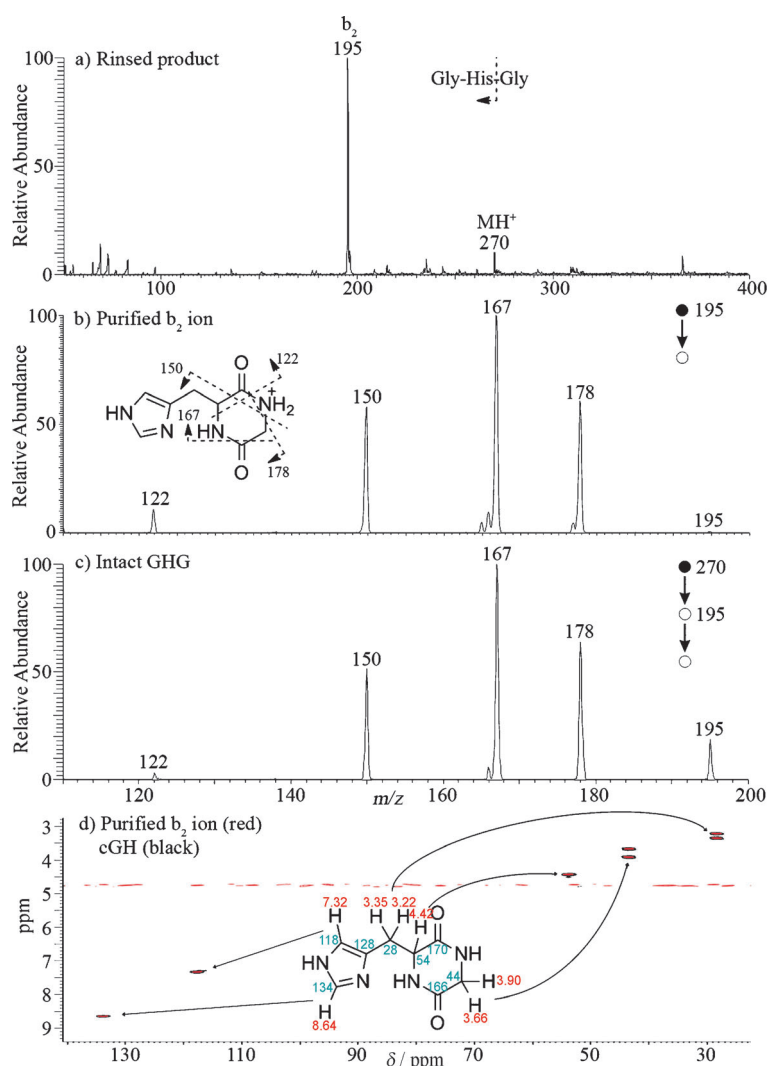 b₂
195
a) Rinsed product
Gly-His-Gly
MH⁺
270
Relative Abundance
100
50
0
100 200 300 400
b) Purified b₂ ion
167
195
150
178
122
195
O
150
122
+
NH₂
HN
N
167
HN
O
178
Relative Abundance
100
50
0
c) Intact GHG
167
270
195
150
178
195
122
Relative Abundance
100
50
0
120 140 160 180 200
m/z
d) Purified b₂ ion (red)
cGH (black)
ppm
3
4
5
6
7
8
9
7.32 3.35 3.22
H H H 4.42 O
H
118 128 28 54 170 NH
HN N HN 44 H 3.90
134 166 H
H O 3.66
8.64
130 110 90 70 50 30
δ / ppm